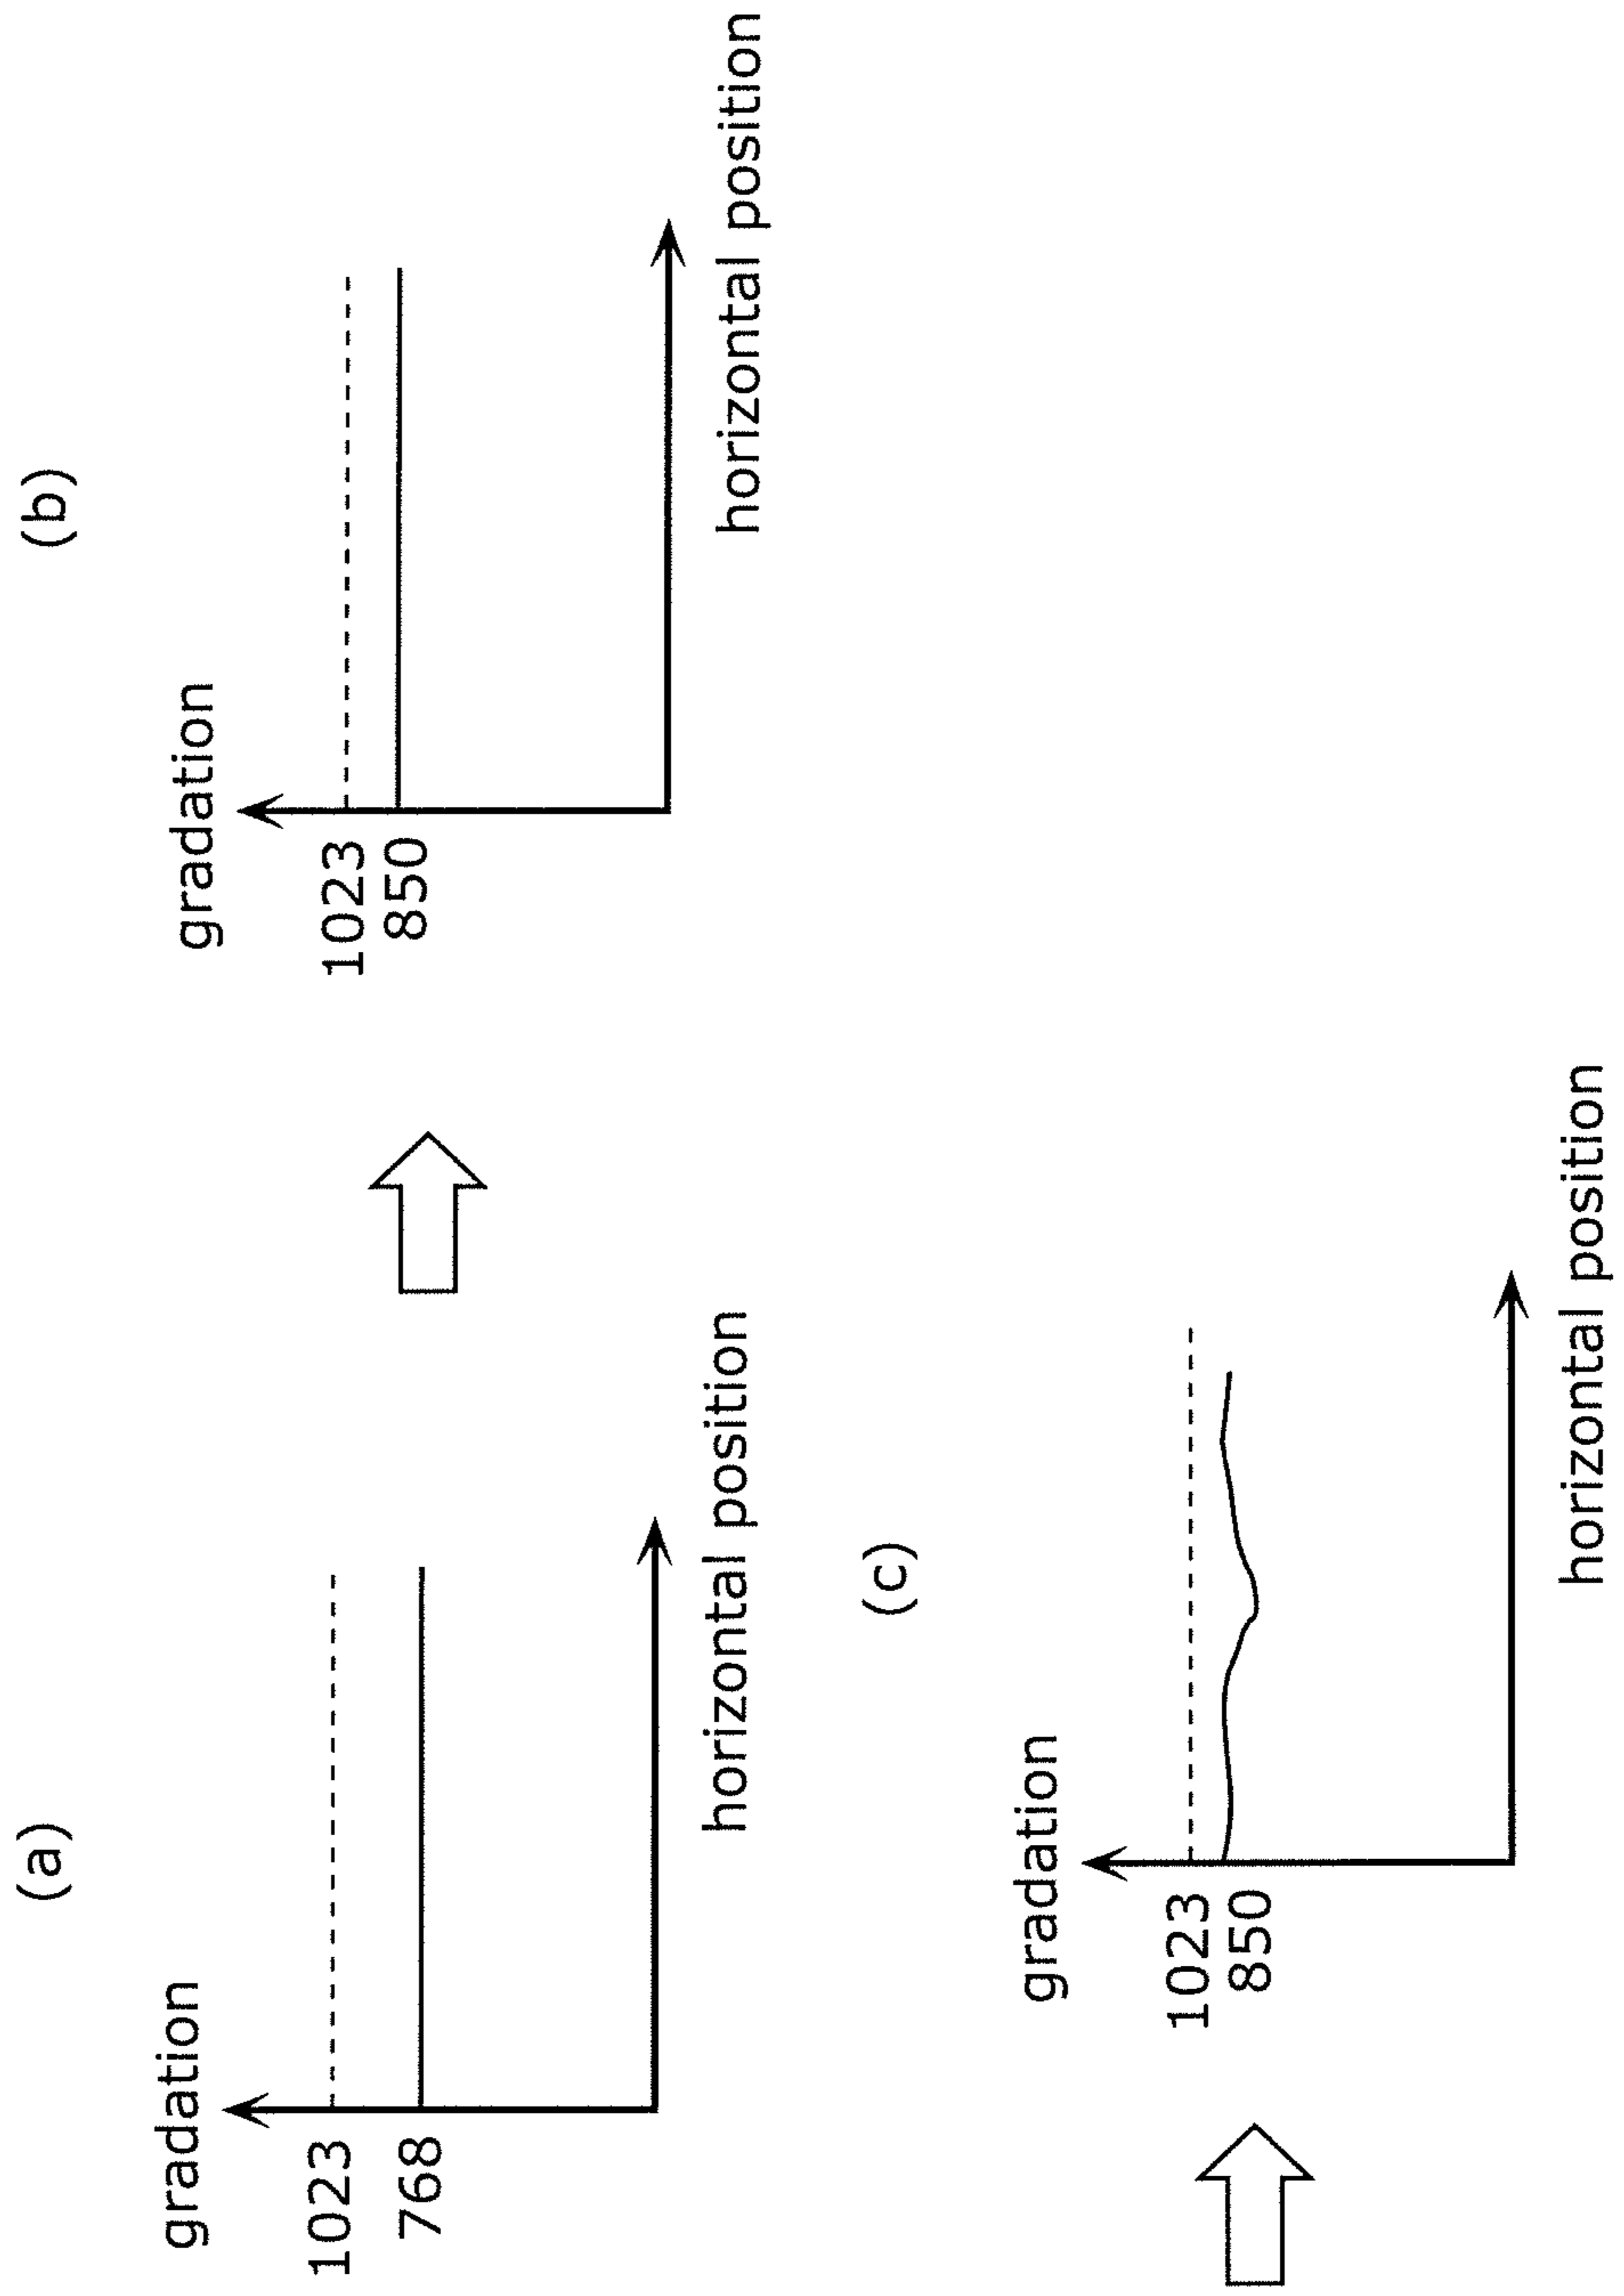 (a)
gradation
1023
768
horizontal position
(b)
gradation
1023
850
horizontal position
(c)
gradation
1023
850
horizontal position